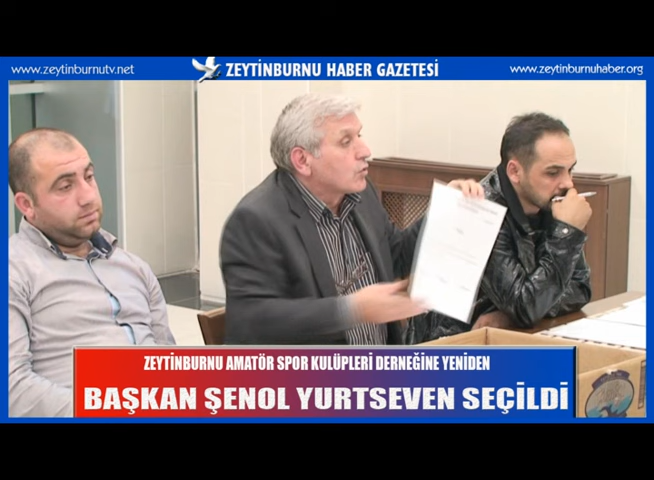 www.zeytinburnutv.net
ZEYTİNBURNU HABER GAZETESİ
www.zeytinburnuhaber.org
ZEYTİNBURNU AMATÖR SPOR KULÜPLERİ DERNEĞİNE YENİDEN
BAŞKAN ŞENOL YURTSEVEN SEÇİLDİ